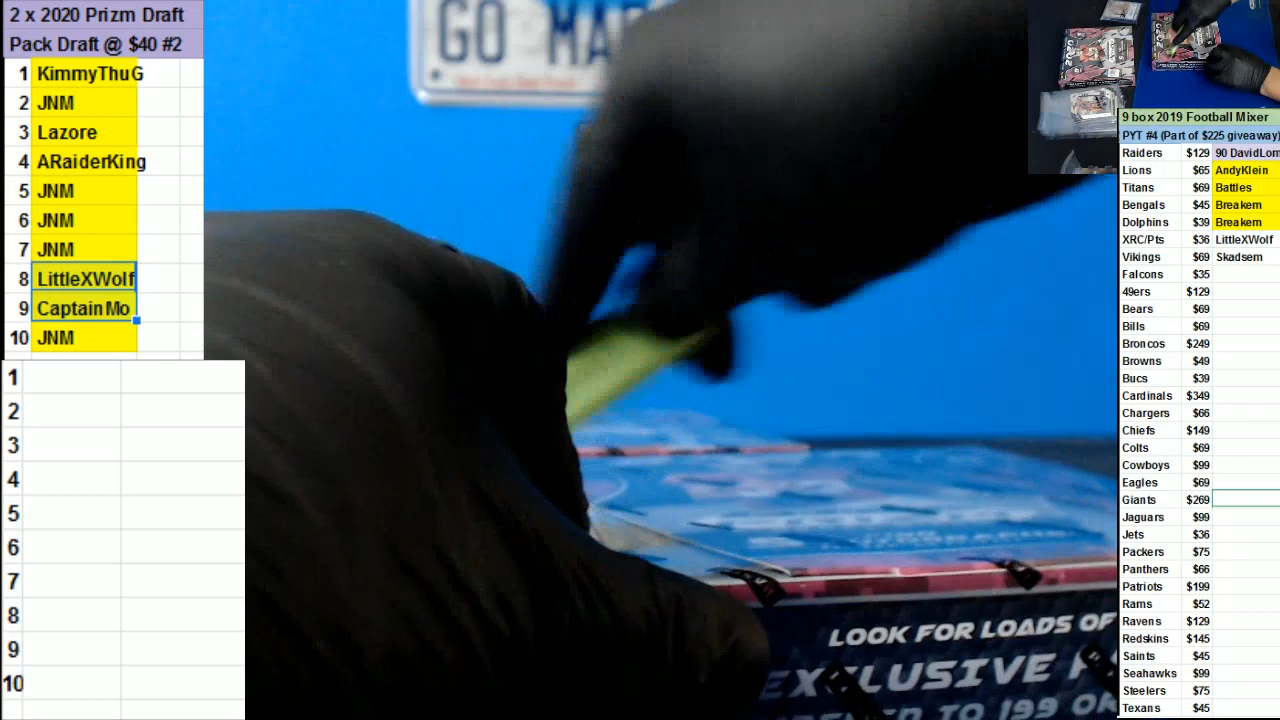 2 x 2020 Prizm Draft
Pack Draft @ $40 #2
1 KimmyThuG
2 JNM
3 Lazore
4 ARaiderKing
5 JNM
6 JNM
7 JNM
8 LittleXWolf
9 CaptainMo
10 JNM
1
2
3
4
5
6
7
8
9
10
GO MA
LOOK FOR LOADS OF
EXCLUSIVE
TO 199 OR
9 box 2019 Football Mixer
PYT #4 (Part of $225 giveaway)
Raiders $129 90 DavidLom
Lions $65 AndyKlein
Titans $69 Battles
Bengals $45 Breakem
Dolphins $69 Breakem
XRC/Pts $36 LittleXWolf
Vikings $69 Skadsem
Falcons $35
49ers $129
Bears $69
Bills $69
Broncos $249
Browns $49
Bucs $39
Cardinals $349
Chargers $66
Chiefs $149
Colts $69
Cowboys $99
Eagles $69
Giants $269
Jaguars $99
Jets $36
Packers $75
Panthers $66
Patriots $199
Rams $52
Ravens $129
Redskins $145
Saints $45
Seahawks $99
Steelers $75
Texans $45